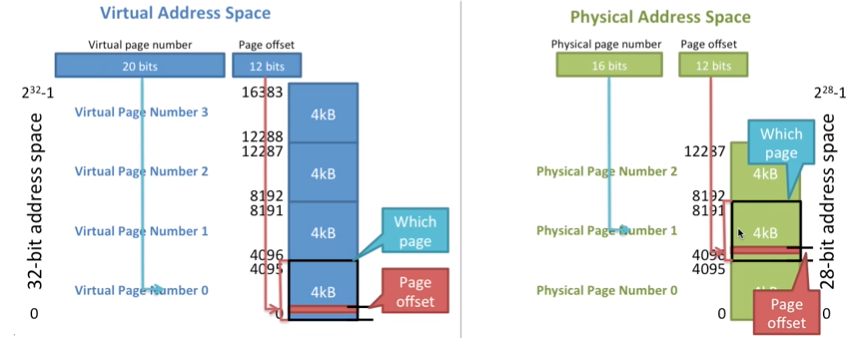 Virtual Address Space
Virtual page number
Page offset
20 bits
12 bits
2³²-1
32-bit address space
0
Virtual Page Number 3
Virtual Page Number 2
Virtual Page Number 1
Virtual Page Number 0
16383
12288
12287
8192
8191
4096
4095
0
4kB
4kB
4kB
4kB
Which
page
Page
offset
Physical Address Space
Physical page number
Page offset
16 bits
12 bits
2²⁸-1
28-bit address space
0
Physical Page Number 2
Physical Page Number 1
Physical Page Number 0
12287
8192
8191
4096
4095
0
4kB
4kB
Which
page
Page
offset